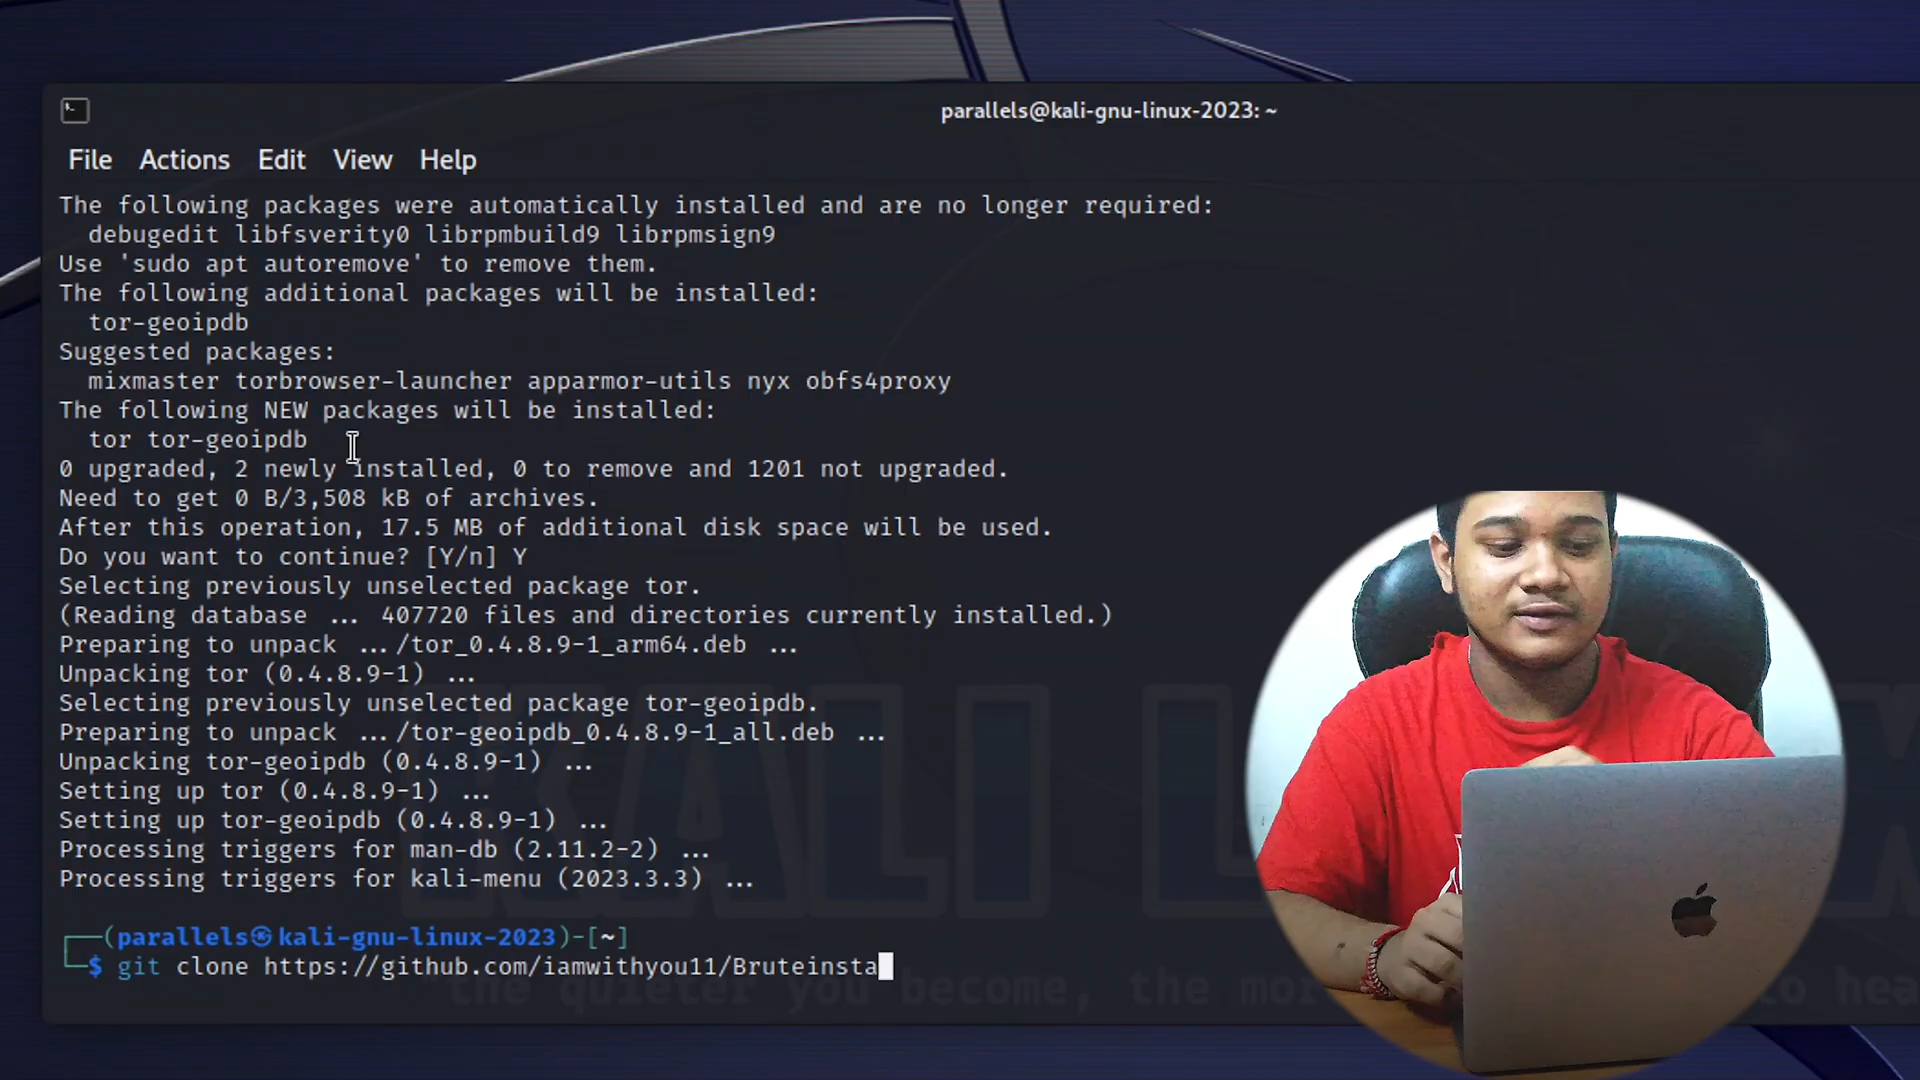 parallels@kali-gnu-linux-2023: ~
File Actions Edit View Help
The following packages were automatically installed and are no longer required:
debugedit libfsverity0 librpmbuild9 librpmsign9
Use 'sudo apt autoremove' to remove them.
The following additional packages will be installed:
tor-geoipdb
Suggested packages:
mixmaster torbrowser-launcher apparmor-utils nyx obfs4proxy
The following NEW packages will be installed:
tor tor-geoipdb
0 upgraded, 2 newly installed, 0 to remove and 1201 not upgraded.
Need to get 0 B/3,508 kB of archives.
After this operation, 17.5 MB of additional disk space will be used.
Do you want to continue? [Y/n] Y
Selecting previously unselected package tor.
(Reading database ... 407720 files and directories currently installed.)
Preparing to unpack .../tor_0.4.8.9-1_arm64.deb ...
Unpacking tor (0.4.8.9-1) ...
Selecting previously unselected package tor-geoipdb.
Preparing to unpack .../tor-geoipdb_0.4.8.9-1_all.deb ...
Unpacking tor-geoipdb (0.4.8.9-1) ...
Setting up tor (0.4.8.9-1) ...
Setting up tor-geoipdb (0.4.8.9-1) ...
Processing triggers for man-db (2.11.2-2) ...
Processing triggers for kali-menu (2023.3.3) ...
KALI L
┌──(parallels㉿kali-gnu-linux-2023)-[~]
└─$ git clone https://github.com/iamwithyou11/Bruteinsta
"the quieter you become, the mor to hea